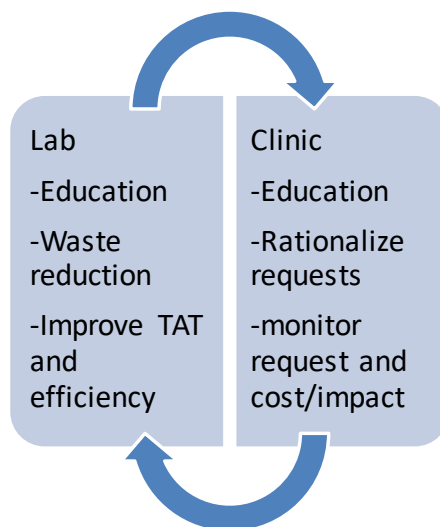 Lab
-Education
-Waste
reduction
-Improve TAT
and
efficiency
Clinic
-Education
-Rationalize
requests
-monitor
request and
cost/impact